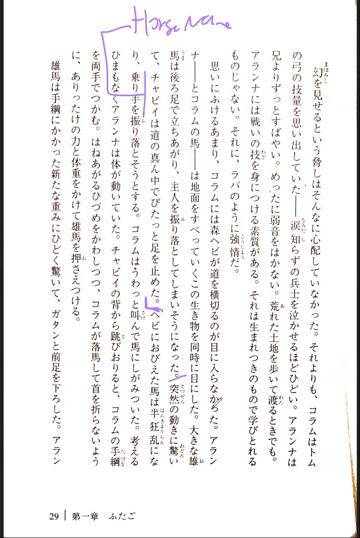 Horse Name
幻を見せるという脅しはそんなに心配していなかった。それよりも、コラムはトム
の弓の技量を思い出していた——涙知らずの兵士を泣かせるほどひどい。アランナは
兄よりずっとすばやい。めったに弱音をはかない。荒れた土地を歩いて渡るときでも。
アランナには戦いの技を身につける素質がある。それは生まれつきのもので学びとれる
ものじゃない。それに、ラバのように強情だ。
思いにふけるあまり、コラムには森ヘビが道を横切るのが目に入らなかった。アラン
ナ——とコラムの馬——は地面をすべっていくこの生き物を同時に目にした。大きな雄
馬は後ろ足で立ちあがり、主人を振り落としてしまいそうになった。突然の動きに驚い
て、チャビイは道の真ん中でぴたっと足を止めた。ヘビにおびえた馬は半狂乱にな
り、乗り手を振り落とそうとする。コラムはうわっと叫んで馬にしがみついた。考える
ひまもなくアランナは体が動いていた。チャビイの背から跳びおりると、コラムの手綱
を両手でつかむ。はねあがるひづめをかわしつつ、コラムが落馬して首を折らないよう
に、ありったけの力と体重をかけて雄馬を押さえつける。
雄馬は手綱にかかった新たな重みにひどく驚いて、ガタンと前足を下ろした。アラン
29 第一章 ふたご